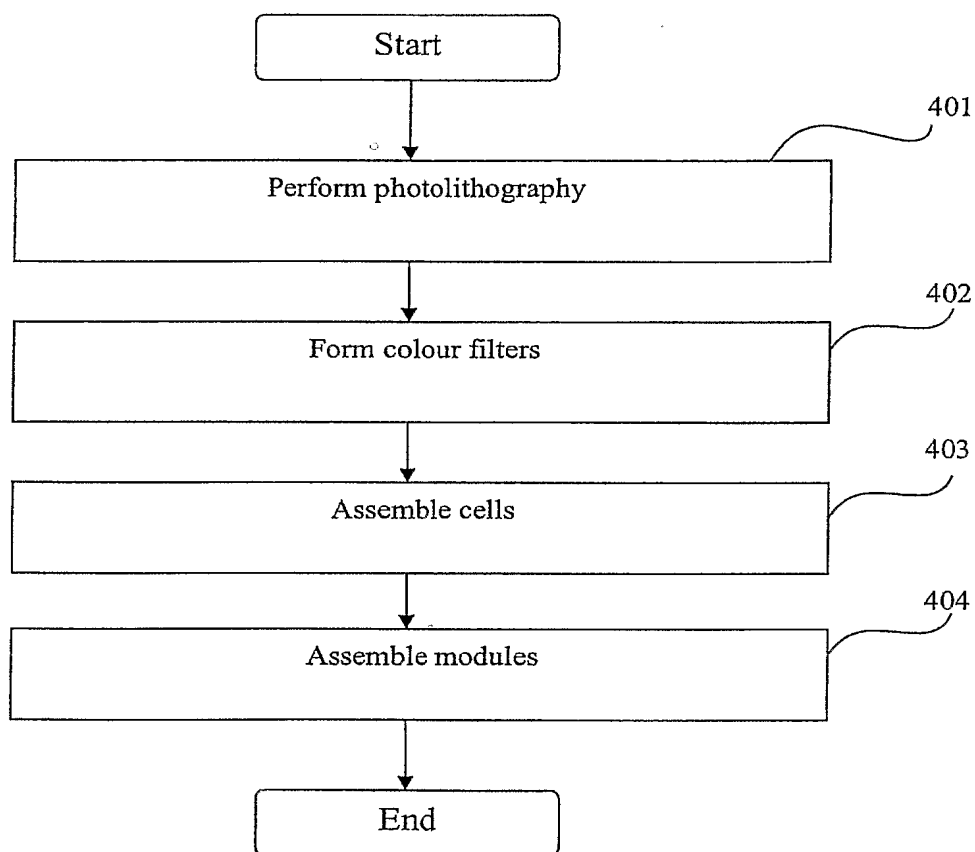 Start
401
Perform photolithography
402
Form colour filters
403
Assemble cells
404
Assemble modules
End